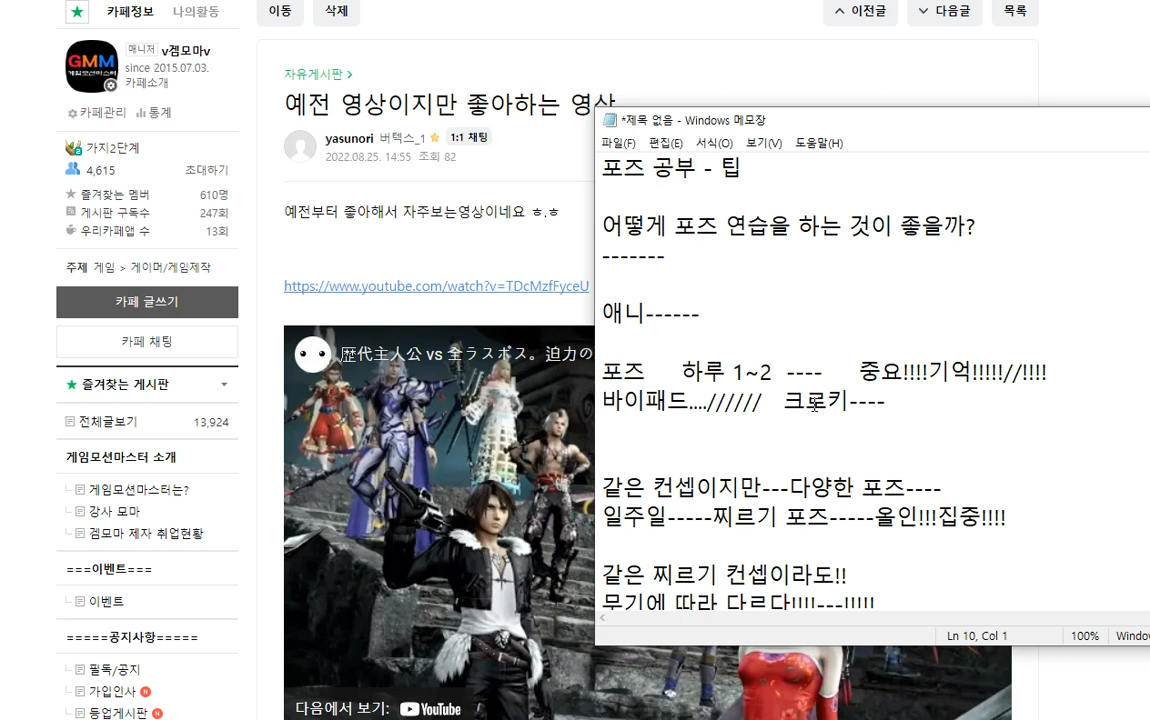 카페정보 나의활동
이동 삭제
이전글 다음글 목록
GMM
게임모션마스터
매니저 v겜모마v
since 2015.07.03.
카페소개
카페관리 통계
가지2단계
4,615 초대하기
즐겨찾는 멤버 610명
게시판 구독수 247회
우리카페앱 수 13회
주제 게임 > 게이머/게임제작
카페 글쓰기
카페 채팅
즐겨찾는 게시판
전체글보기 13,924
게임모션마스터 소개
게임모션마스터는?
강사 모마
겜모마 제자 취업현황
===이벤트===
이벤트
=====공지사항=====
필독/공지
가입인사 N
등업게시판 N
자유게시판 >
예전 영상이지만 좋아하는 영상
yasunori 버텍스_1 1:1 채팅
2022.08.25. 14:55 조회 82
예전부터 좋아해서 자주보는영상이네요 ㅎ.ㅎ
https://www.youtube.com/watch?v=TDcMzfFyceU
歴代主人公 vs 全ラスボス。迫力の
다음에서 보기: YouTube
*제목 없음 - Windows 메모장
파일(F) 편집(E) 서식(O) 보기(V) 도움말(H)
포즈 공부 - 팁
어떻게 포즈 연습을 하는 것이 좋을까?
-------
애니------
포즈 하루 1~2 ---- 중요!!!!기억!!!!!//!!!!
바이패드....////// 크로키----
같은 컨셉이지만---다양한 포즈----
일주일-----찌르기 포즈-----올인!!!집중!!!!
같은 찌르기 컨셉이라도!!
무기에 따라 다르다!!!!---!!!!!
Ln 10, Col 1 100% Windo